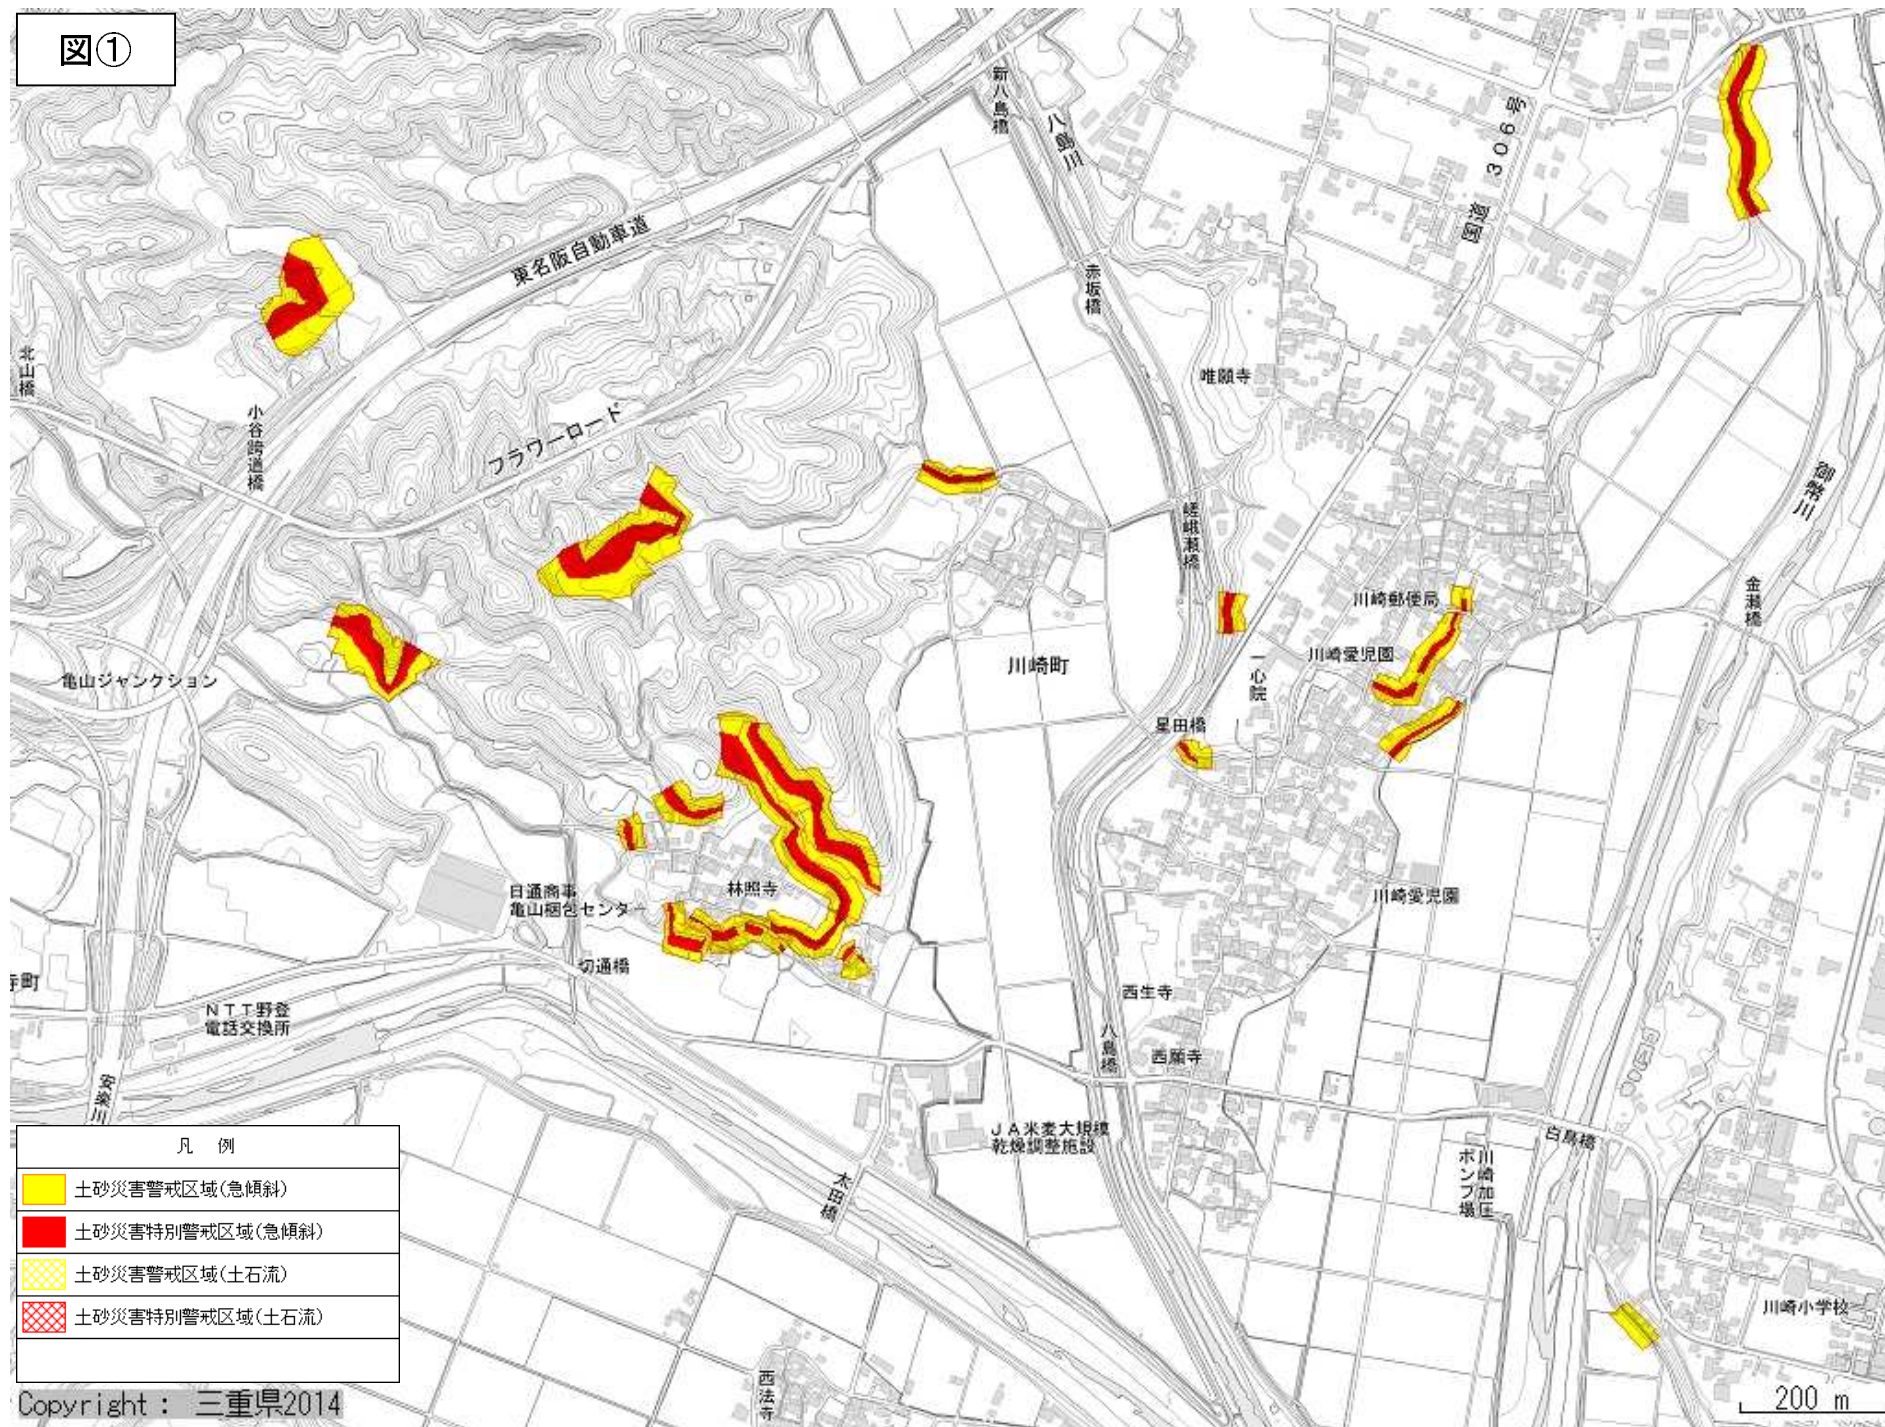 図①
新八島橋
八島川
国道 306号
東名阪自動車道
赤坂橋
北山橋
唯願寺
小谷跨道橋
フラワーロード
御幣川
嵯峨瀬橋
川崎郵便局
金瀬橋
川崎愛児園
一心院
川崎町
亀山ジャンクション
星田橋
林照寺
日通商事
亀山梱包センター
川崎愛児園
切通橋
寺町
西生寺
NTT野登
電話交換所
八島橋
西願寺
安楽川
JA米麦大規模
乾燥調整施設
白鳥橋
川崎加圧
ポンプ場
太田橋
凡 例
土砂災害警戒区域(急傾斜)
土砂災害特別警戒区域(急傾斜)
土砂災害警戒区域(土石流)
土砂災害特別警戒区域(土石流)
川崎小学校
西法寺
Copyright : 三重県2014
200 m